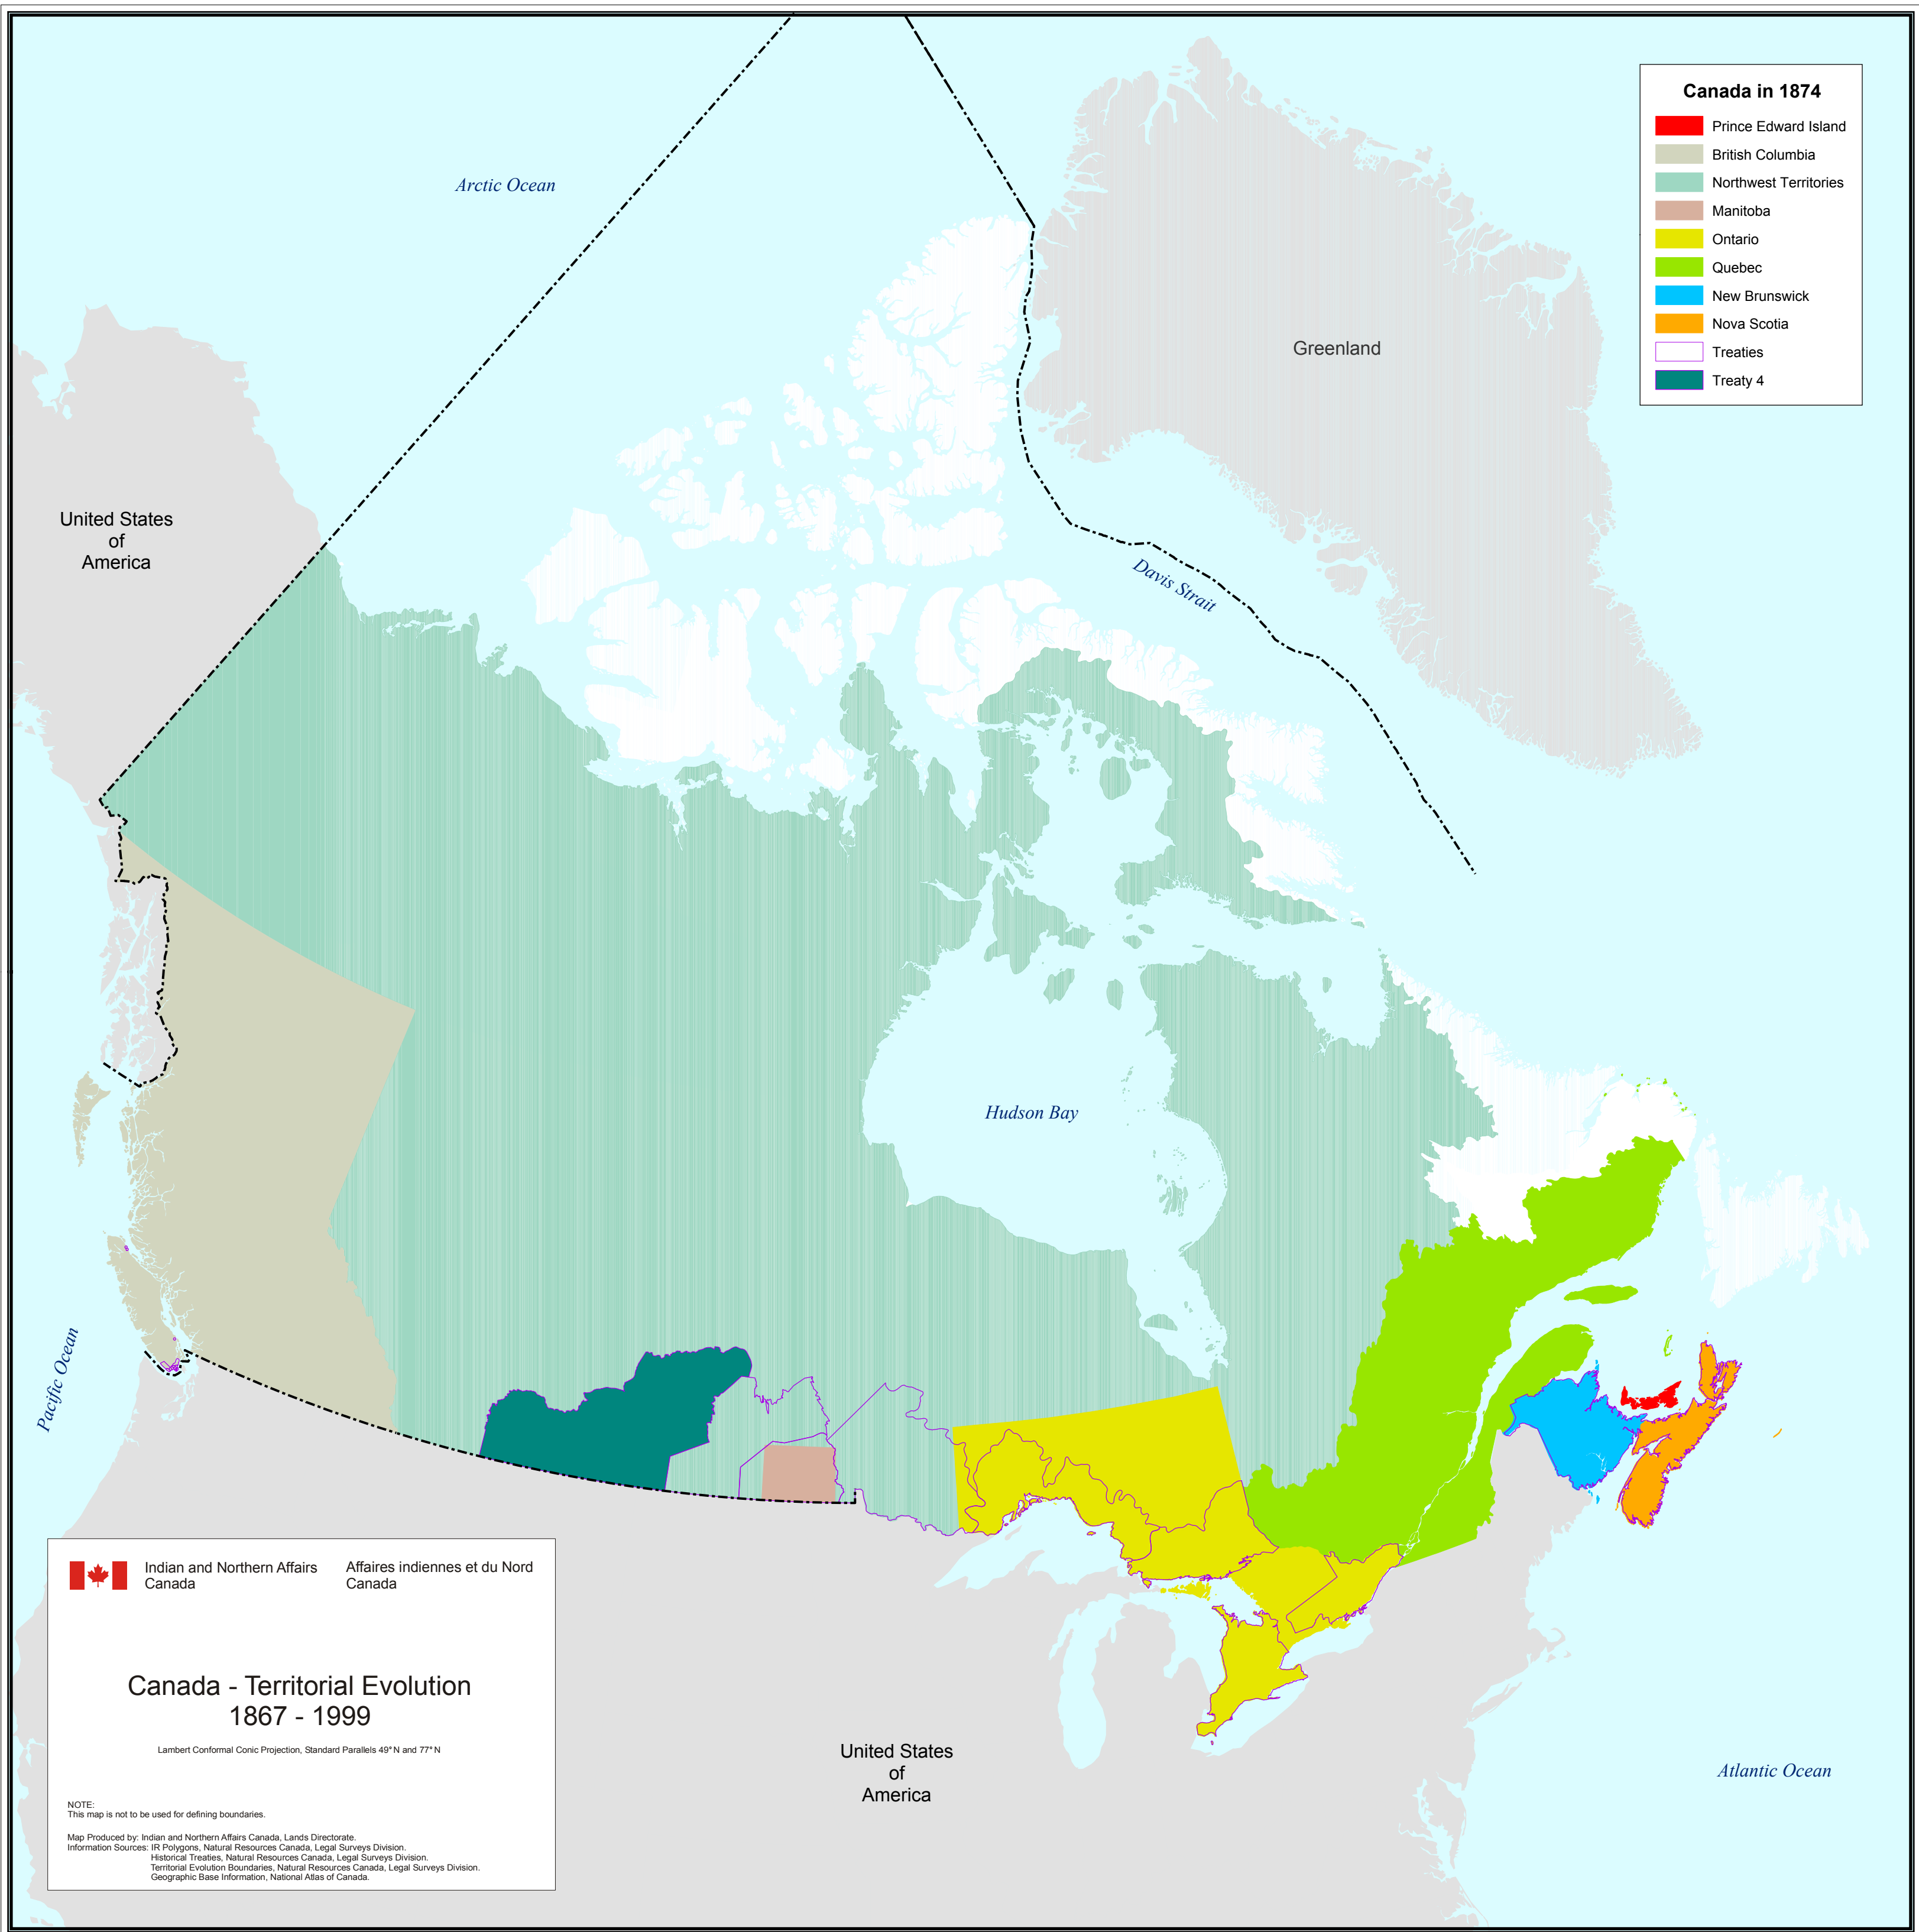 Canada in 1874
Prince Edward Island
British Columbia
Northwest Territories
Manitoba
Ontario
Quebec
New Brunswick
Nova Scotia
Treaties
Treaty 4
Arctic Ocean
Greenland
United States
of
America
Davis Strait
Hudson Bay
Pacific Ocean
Indian and Northern Affairs
Canada
Affaires indiennes et du Nord
Canada
Canada - Territorial Evolution
1867 - 1999
Lambert Conformal Conic Projection, Standard Parallels 49° N and 77° N
NOTE:
This map is not to be used for defining boundaries.
Map Produced by: Indian and Northern Affairs Canada, Lands Directorate.
Information Sources: IR Polygons, Natural Resources Canada, Legal Surveys Division.
Historical Treaties, Natural Resources Canada, Legal Surveys Division.
Territorial Evolution Boundaries, Natural Resources Canada, Legal Surveys Division.
Geographic Base Information, National Atlas of Canada.
United States
of
America
Atlantic Ocean